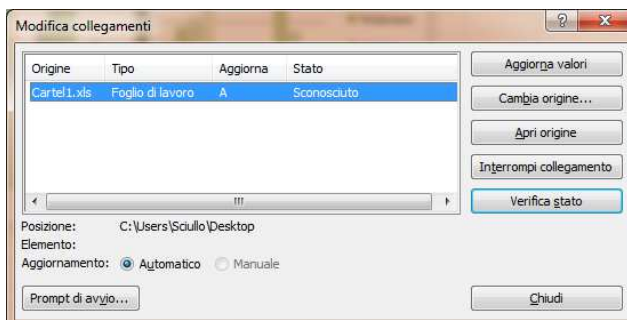 Modifica collegamenti
Origine Tipo Aggiorna Stato
Cartel1.xls Foglio di lavoro A Sconosciuto
Aggiorna valori
Cambia origine...
Apri origine
Interrompi collegamento
Verifica stato
Posizione: C:\Users\Sciullo\Desktop
Elemento:
Aggiornamento: Automatico Manuale
Prompt di avvio...
Chiudi